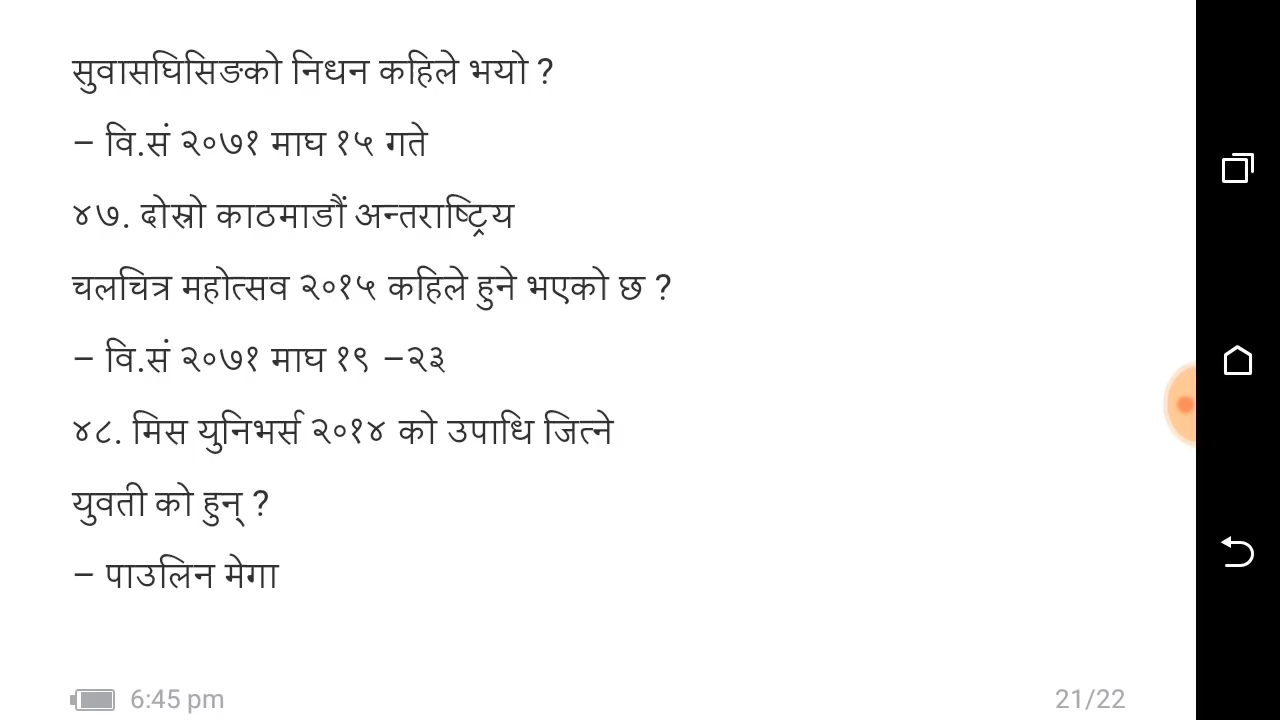 सुवासघिसिङको निधन कहिले भयो ?
– वि.सं २०७१ माघ १५ गते
४७. दोस्रो काठमाडौं अन्तराष्ट्रिय
चलचित्र महोत्सव २०१५ कहिले हुने भएको छ ?
– वि.सं २०७१ माघ १९ –२३
४८. मिस युनिभर्स २०१४ को उपाधि जित्ने
युवती को हुन् ?
– पाउलिन मेगा
6:45 pm 21/22